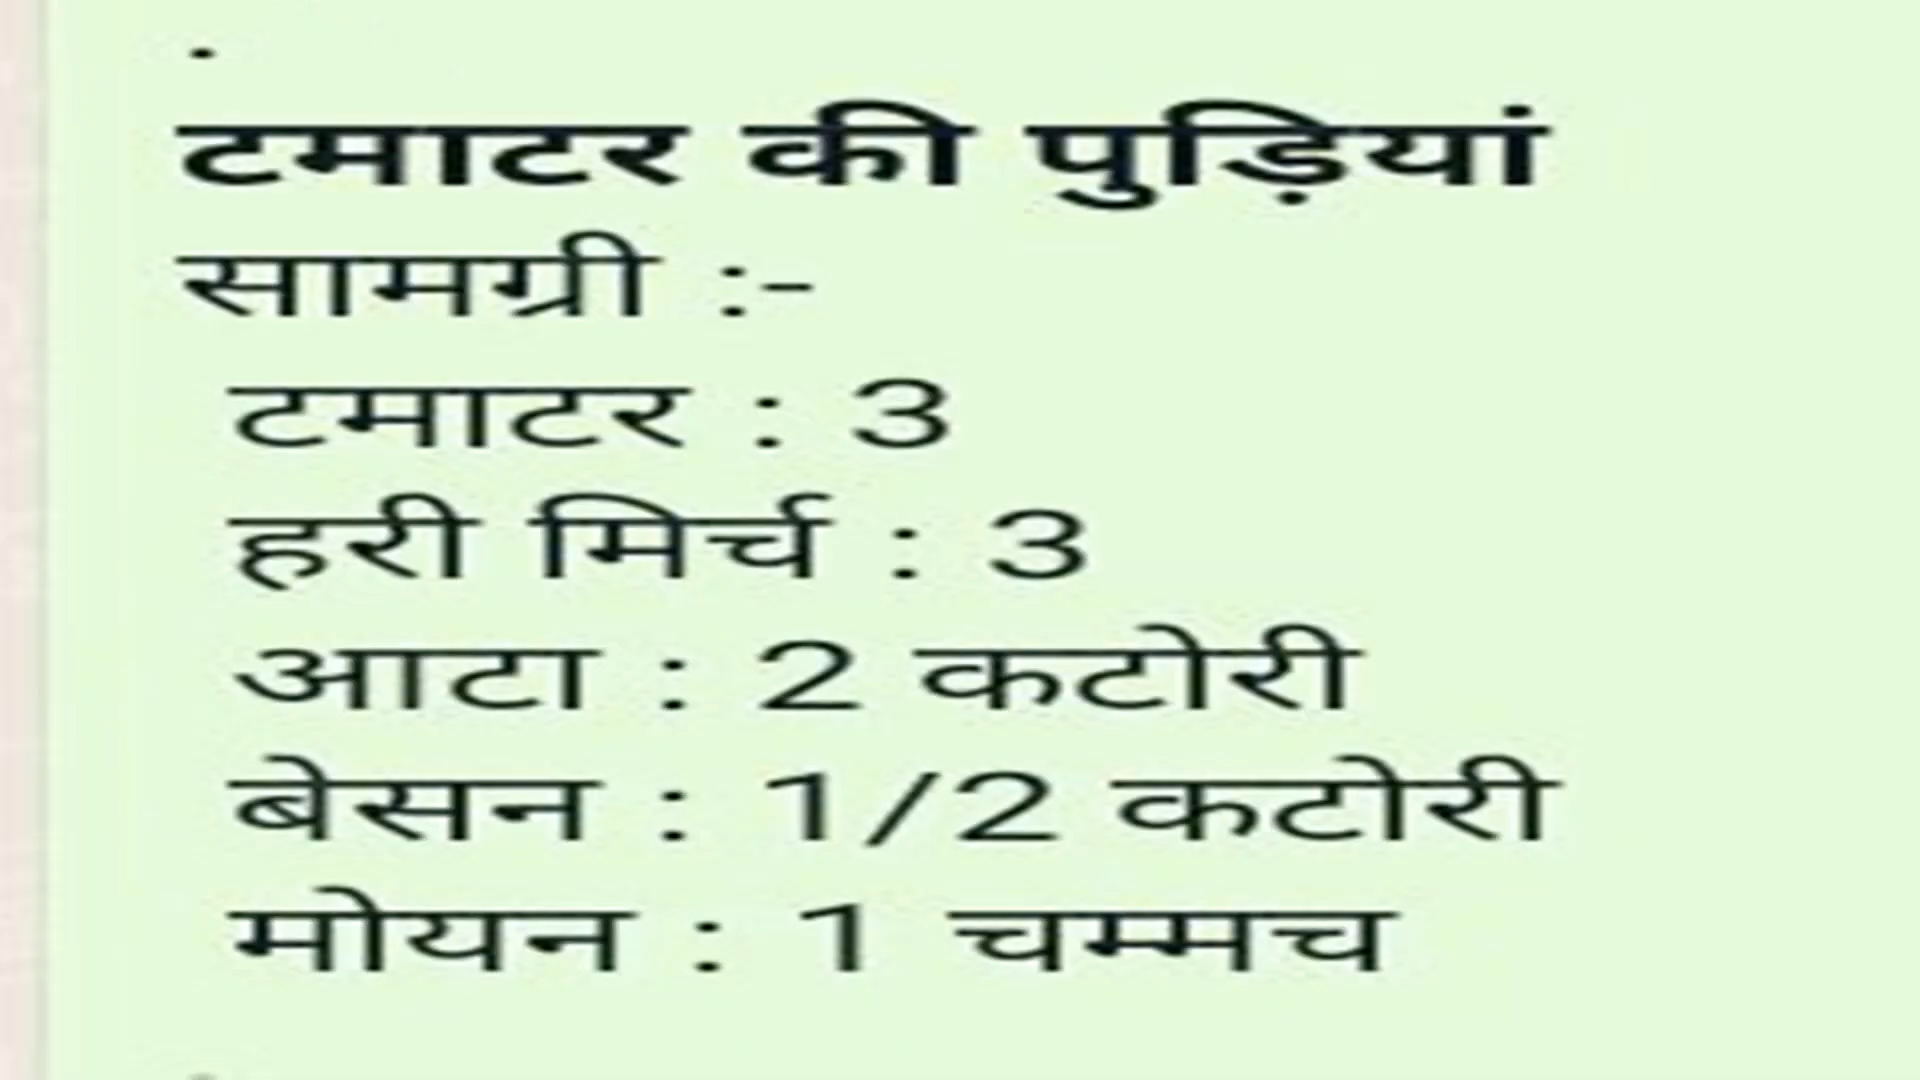 .
टमाटर की पुड़ियां
सामग्री :-
टमाटर : 3
हरी मिर्च : 3
आटा : 2 कटोरी
बेसन : 1/2 कटोरी
मोयन : 1 चम्मच